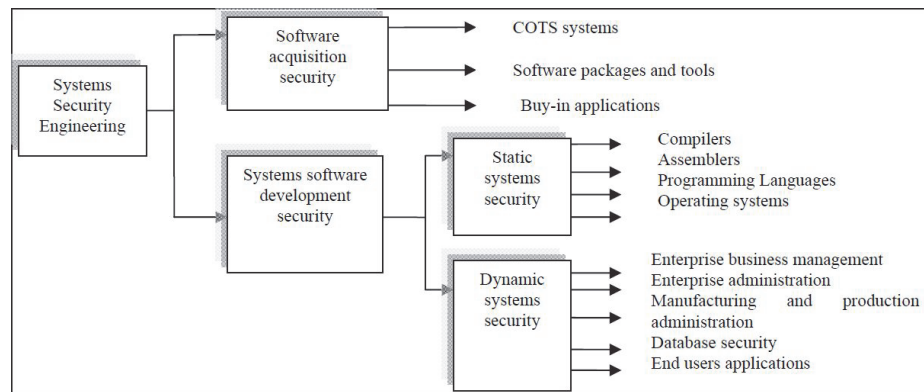 Systems
Security
Engineering
Software
acquisition
security
COTS systems
Software packages and tools
Buy-in applications
Systems software
development
security
Static
systems
security
Compilers
Assemblers
Programming Languages
Operating systems
Dynamic
systems
security
Enterprise business management
Enterprise administration
Manufacturing and production
administration
Database security
End users applications